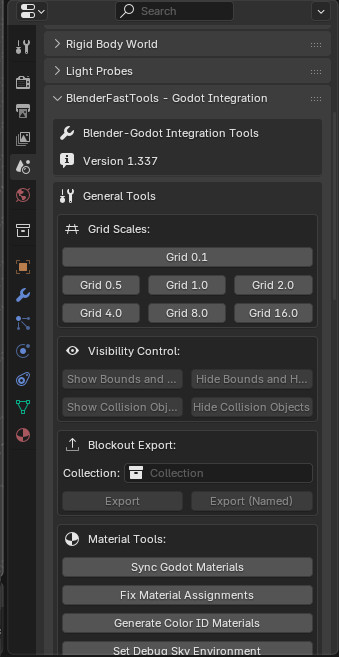 Search
Rigid Body World
Light Probes
BlenderFastTools - Godot Integration
Blender-Godot Integration Tools
Version 1.337
General Tools
Grid Scales:
Grid 0.1
Grid 0.5 Grid 1.0 Grid 2.0
Grid 4.0 Grid 8.0 Grid 16.0
Visibility Control:
Show Bounds and ... Hide Bounds and H...
Show Collision Obj... Hide Collision Objects
Blockout Export:
Collection: Collection
Export Export (Named)
Material Tools:
Sync Godot Materials
Fix Material Assignments
Generate Color ID Materials
Set Debug Sky Environment